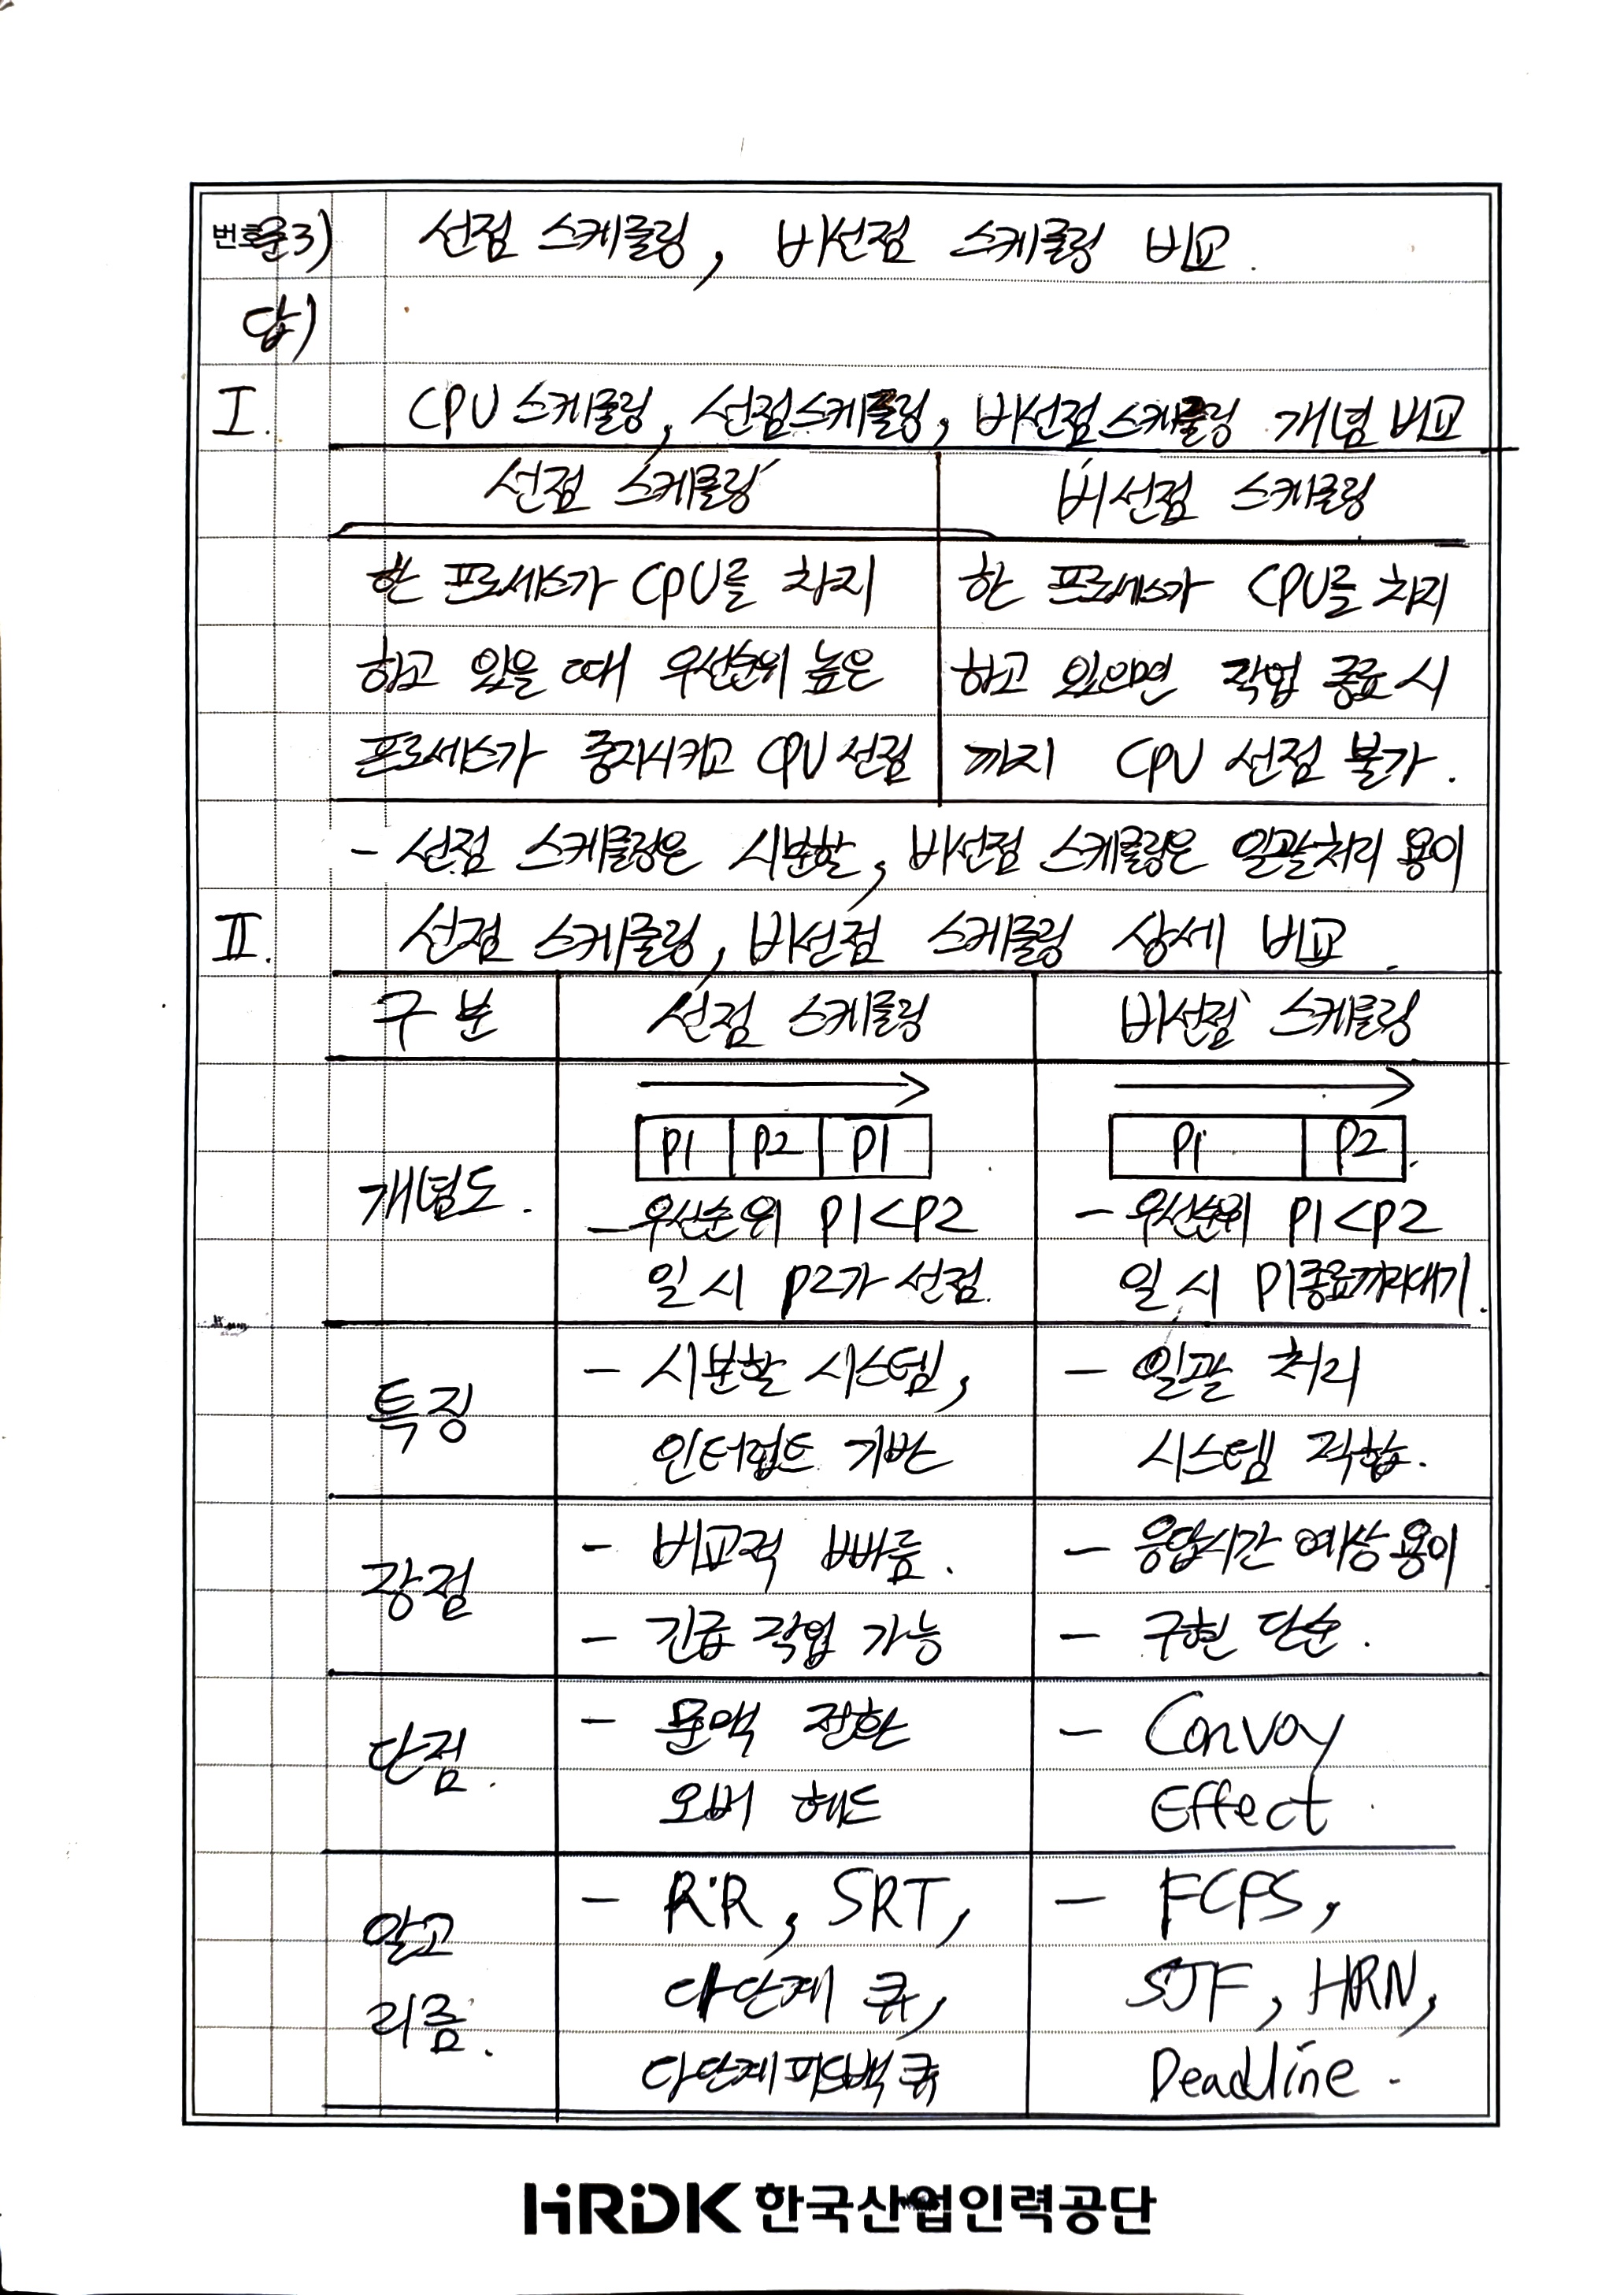 번호
문3) 선점 스케줄링, 비선점 스케줄링 비교.
답)
I. CPU 스케줄링, 선점스케줄링, 비선점스케줄링 개념 비교
선점 스케줄링 비선점 스케줄링
한 프로세스가 CPU를 차지 한 프로세스가 CPU를 차지
하고 있을 때 우선순위 높은 하고 있으면 작업 종료 시
프로세스가 중지시키고 CPU 선점 까지 CPU 선점 불가.
- 선점 스케줄링은 시분할, 비선점 스케줄링은 일괄처리 용이
II. 선점 스케줄링, 비선점 스케줄링 상세 비교.
구분 선점 스케줄링 비선점 스케줄링
개념도.
P1 P2 P1
- 우선순위 P1<P2
일 시 P2가 선점.
P1 P2
- 우선순위 P1<P2
일 시 P1종료까지대기.
특징
- 시분할 시스템,
인터럽트 기반
- 일괄 처리
시스템 적합.
장점
- 비교적 빠름.
- 긴급 작업 가능
- 응답시간 예상 용이
- 구현 단순.
단점.
- 문맥 전환
오버 헤드
- Convoy
Effect
알고
리즘.
- RR, SRT,
다단계 큐,
다단계피드백큐
- FCFS,
SJF, HRN,
Deadline.
HRDK 한국산업인력공단